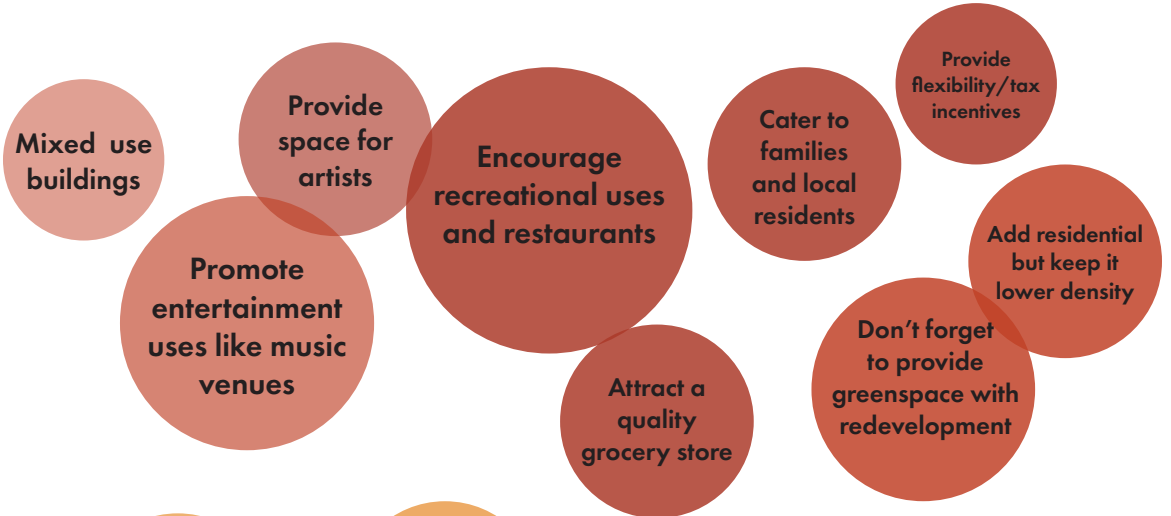 Mixed use
buildings
Provide
space for
artists
Promote
entertainment
uses like music
venues
Encourage
recreational uses
and restaurants
Attract a
quality
grocery store
Cater to
families
and local
residents
Provide
flexibility/tax
incentives
Add residential
but keep it
lower density
Don't forget
to provide
greenspace with
redevelopment